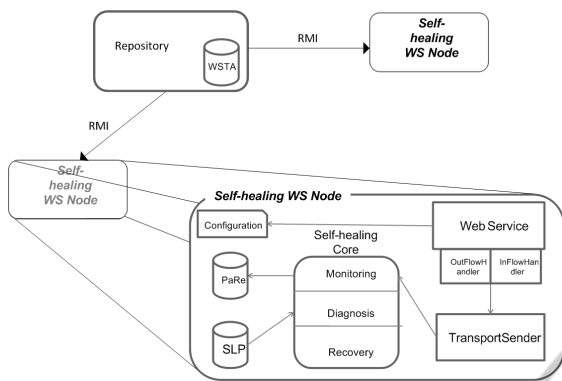 Repository
WSTA
RMI
Self-
healing
WS Node
RMI
Self-
healing
WS Node
Self-healing WS Node
Configuration
Self-healing
Core
Web Service
OutFlowH
andler
InFlowHan
dler
PaRe
Monitoring
Diagnosis
Recovery
SLP
TransportSender